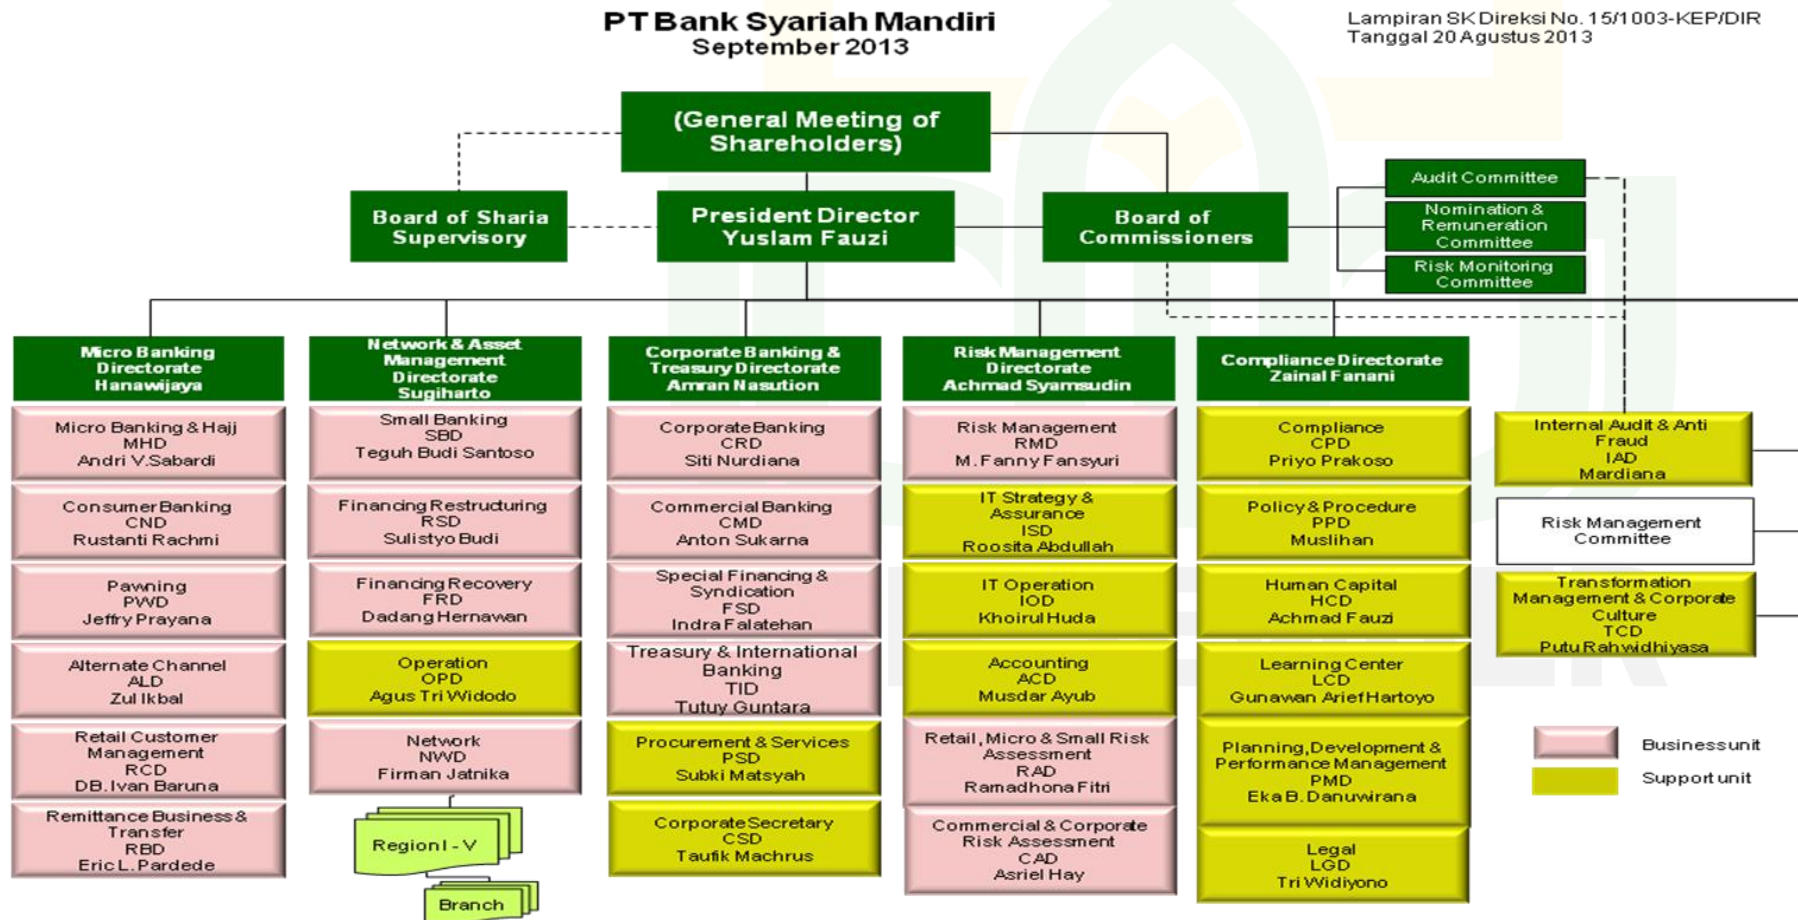 PT Bank Syariah Mandiri
September 2013
Lampiran SK Direksi No. 15/1003-KEP/DIR
Tanggal 20 Agustus 2013
(General Meeting of
Shareholders)
Board of Sharia
Supervisory
President Director
Yuslam Fauzi
Board of
Commissioners
Audit Committee
Nomination &
Remuneration
Committee
Risk Monitoring
Committee
Micro Banking
Directorate
Hanawijaya
Micro Banking & Hajj
MHD
Andri V.Sabardi
Consumer Banking
CND
Rustanti Rachmi
Pawning
PWD
Jeffry Prayana
Alternate Channel
ALD
Zul Ikbal
Retail Customer
Management
RCD
DB. Ivan Baruna
Remittance Business &
Transfer
RBD
Eric L. Pardede
Network & Asset
Management
Directorate
Sugiharto
Small Banking
SBD
Teguh Budi Santoso
Financing Restructuring
RSD
Sulistyo Budi
Financing Recovery
FRD
Dadang Hernawan
Operation
OPD
Agus Tri Widodo
Network
NWD
Firman Jatnika
Region I - V
Branch
Corporate Banking &
Treasury Directorate
Amran Nasution
Corporate Banking
CRD
Siti Nurdiana
Commercial Banking
CMD
Anton Sukarna
Special Financing &
Syndication
FSD
Indra Falatehan
Treasury & International
Banking
TID
Tutuy Guntara
Procurement & Services
PSD
Subki Matsyah
Corporate Secretary
CSD
Taufik Machrus
Risk Management
Directorate
Achmad Syamsudin
Risk Management
RMD
M. Fanny Fansyuri
IT Strategy &
Assurance
ISD
Roosita Abdullah
IT Operation
IOD
Khoirul Huda
Accounting
ACD
Musdar Ayub
Retail, Micro & Small Risk
Assessment
RAD
Ramadhona Fitri
Commercial & Corporate
Risk Assessment
CAD
Asriel Hay
Compliance Directorate
Zainal Fanani
Compliance
CPD
Priyo Prakoso
Policy & Procedure
PPD
Muslihan
Human Capital
HCD
Achmad Fauzi
Learning Center
LCD
Gunawan Arief Hartoyo
Planning, Development &
Performance Management
PMD
Eka B. Danuwirana
Legal
LGD
Tri Widiyono
Internal Audit & Anti
Fraud
IAD
Mardiana
Risk Management
Committee
Transformation
Management & Corporate
Culture
TCD
Putu Rahwidhiyasa
Business unit
Support unit